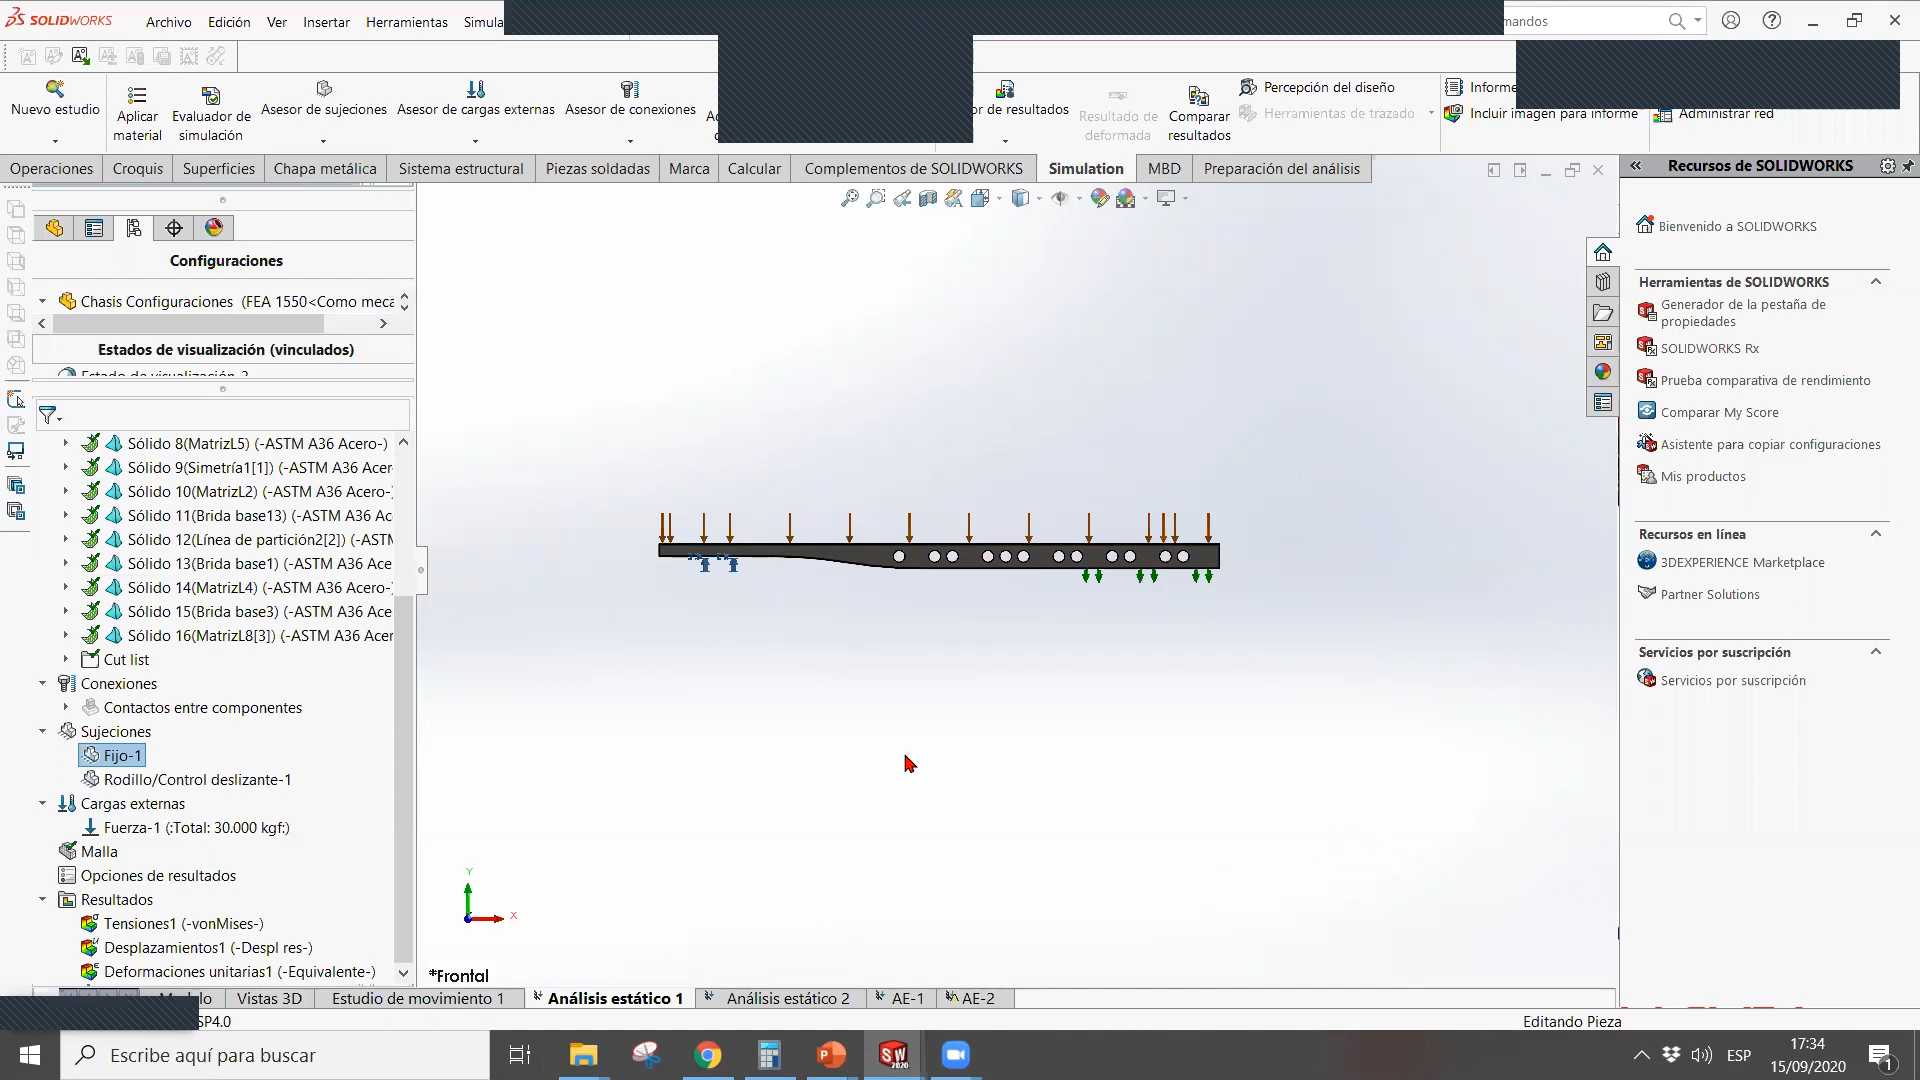 SOLIDWORKS
Archivo Edición Ver Insertar Herramientas Simula
mandos
Nuevo estudio
Aplicar material
Evaluador de simulación
Asesor de sujeciones
Asesor de cargas externas
Asesor de conexiones
or de resultados
Resultado de deformada
Comparar resultados
Percepción del diseño
Herramientas de trazado
Informe
Incluir imagen para informe
Administrar red
Operaciones Croquis Superficies Chapa metálica Sistema estructural Piezas soldadas Marca Calcular Complementos de SOLIDWORKS Simulation MBD Preparación del análisis
Configuraciones
Chasis Configuraciones (FEA 1550<Como meca
Estados de visualización (vinculados)
Estado de visualización-2
Sólido 8(MatrizL5) (-ASTM A36 Acero-)
Sólido 9(Simetría1[1]) (-ASTM A36 Acer
Sólido 10(MatrizL2) (-ASTM A36 Acero-)
Sólido 11(Brida base13) (-ASTM A36 Ac
Sólido 12(Línea de partición2[2]) (-ASTM
Sólido 13(Brida base1) (-ASTM A36 Ace
Sólido 14(MatrizL4) (-ASTM A36 Acero-)
Sólido 15(Brida base3) (-ASTM A36 Ace
Sólido 16(MatrizL8[3]) (-ASTM A36 Acer
Cut list
Conexiones
Contactos entre componentes
Sujeciones
Fijo-1
Rodillo/Control deslizante-1
Cargas externas
Fuerza-1 (:Total: 30.000 kgf:)
Malla
Opciones de resultados
Resultados
Tensiones1 (-vonMises-)
Desplazamientos1 (-Despl res-)
Deformaciones unitarias1 (-Equivalente-)
Y
X
*Frontal
Vistas 3D Estudio de movimiento 1 Análisis estático 1 Análisis estático 2 AE-1 AE-2
SP4.0
Editando Pieza
Recursos de SOLIDWORKS
Bienvenido a SOLIDWORKS
Herramientas de SOLIDWORKS
Generador de la pestaña de
propiedades
SOLIDWORKS Rx
Prueba comparativa de rendimiento
Comparar My Score
Asistente para copiar configuraciones
Mis productos
Recursos en línea
3DEXPERIENCE Marketplace
Partner Solutions
Servicios por suscripción
Servicios por suscripción
Escribe aquí para buscar
ESP
17:34
15/09/2020
1